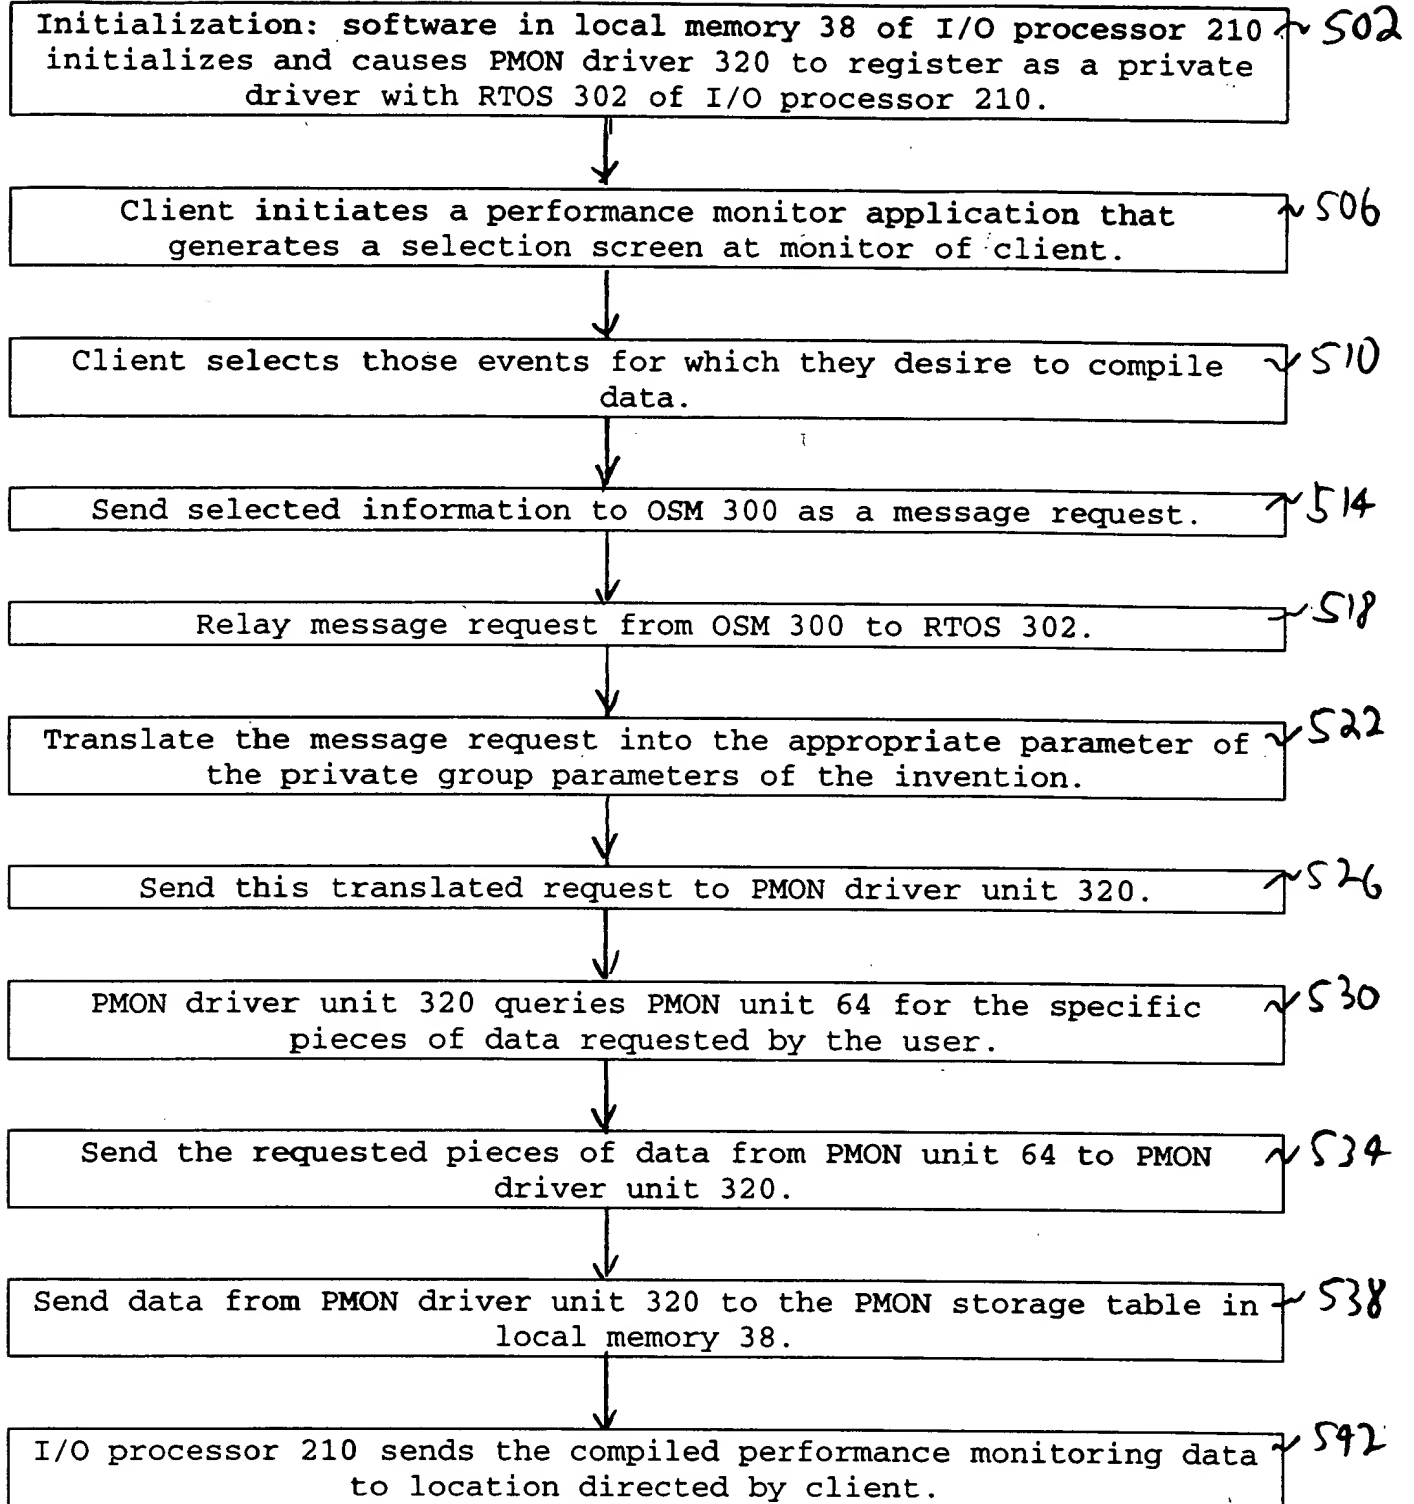 Initialization: software in local memory 38 of I/O processor 210
initializes and causes PMON driver 320 to register as a private
driver with RTOS 302 of I/O processor 210.
502
Client initiates a performance monitor application that
generates a selection screen at monitor of client.
506
Client selects those events for which they desire to compile
data.
510
Send selected information to OSM 300 as a message request.
514
Relay message request from OSM 300 to RTOS 302.
518
Translate the message request into the appropriate parameter of
the private group parameters of the invention.
522
Send this translated request to PMON driver unit 320.
526
PMON driver unit 320 queries PMON unit 64 for the specific
pieces of data requested by the user.
530
Send the requested pieces of data from PMON unit 64 to PMON
driver unit 320.
534
Send data from PMON driver unit 320 to the PMON storage table in
local memory 38.
538
I/O processor 210 sends the compiled performance monitoring data
to location directed by client.
592